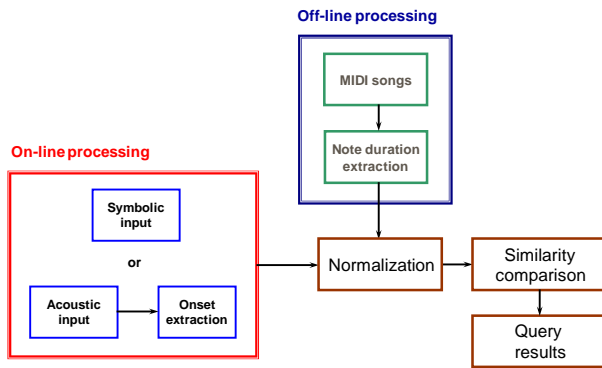 Off-line processing
MIDI songs
Note duration
extraction
On-line processing
Symbolic
input
or
Acoustic
input
Onset
extraction
Normalization
Similarity
comparison
Query
results